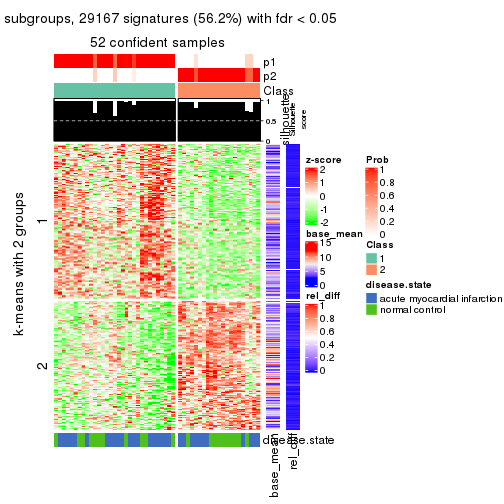 subgroups, 29167 signatures (56.2%) with fdr < 0.05
52 confident samples
p1
p2
Class
1
0.5
0
silhouette
Silhouette
score
k-means with 2 groups
1
2
disease.state
base_mean
rel_diff
z-score
2
1
0
-1
-2
base_mean
15
10
5
0
rel_diff
1
0.8
0.6
0.4
0.2
0
Prob
1
0.8
0.6
0.4
0.2
0
Class
1
2
disease.state
acute myocardial infarction
normal control